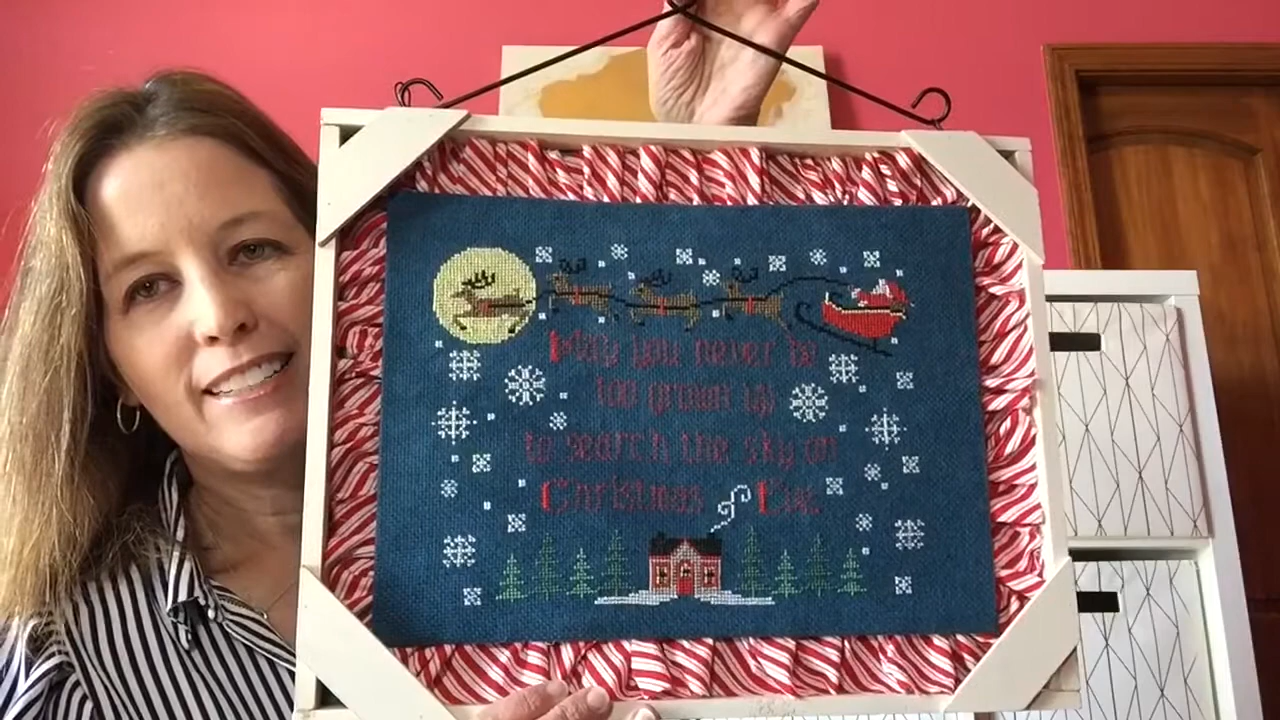 May you never be
too grown up
to search the sky on
Christmas Eve